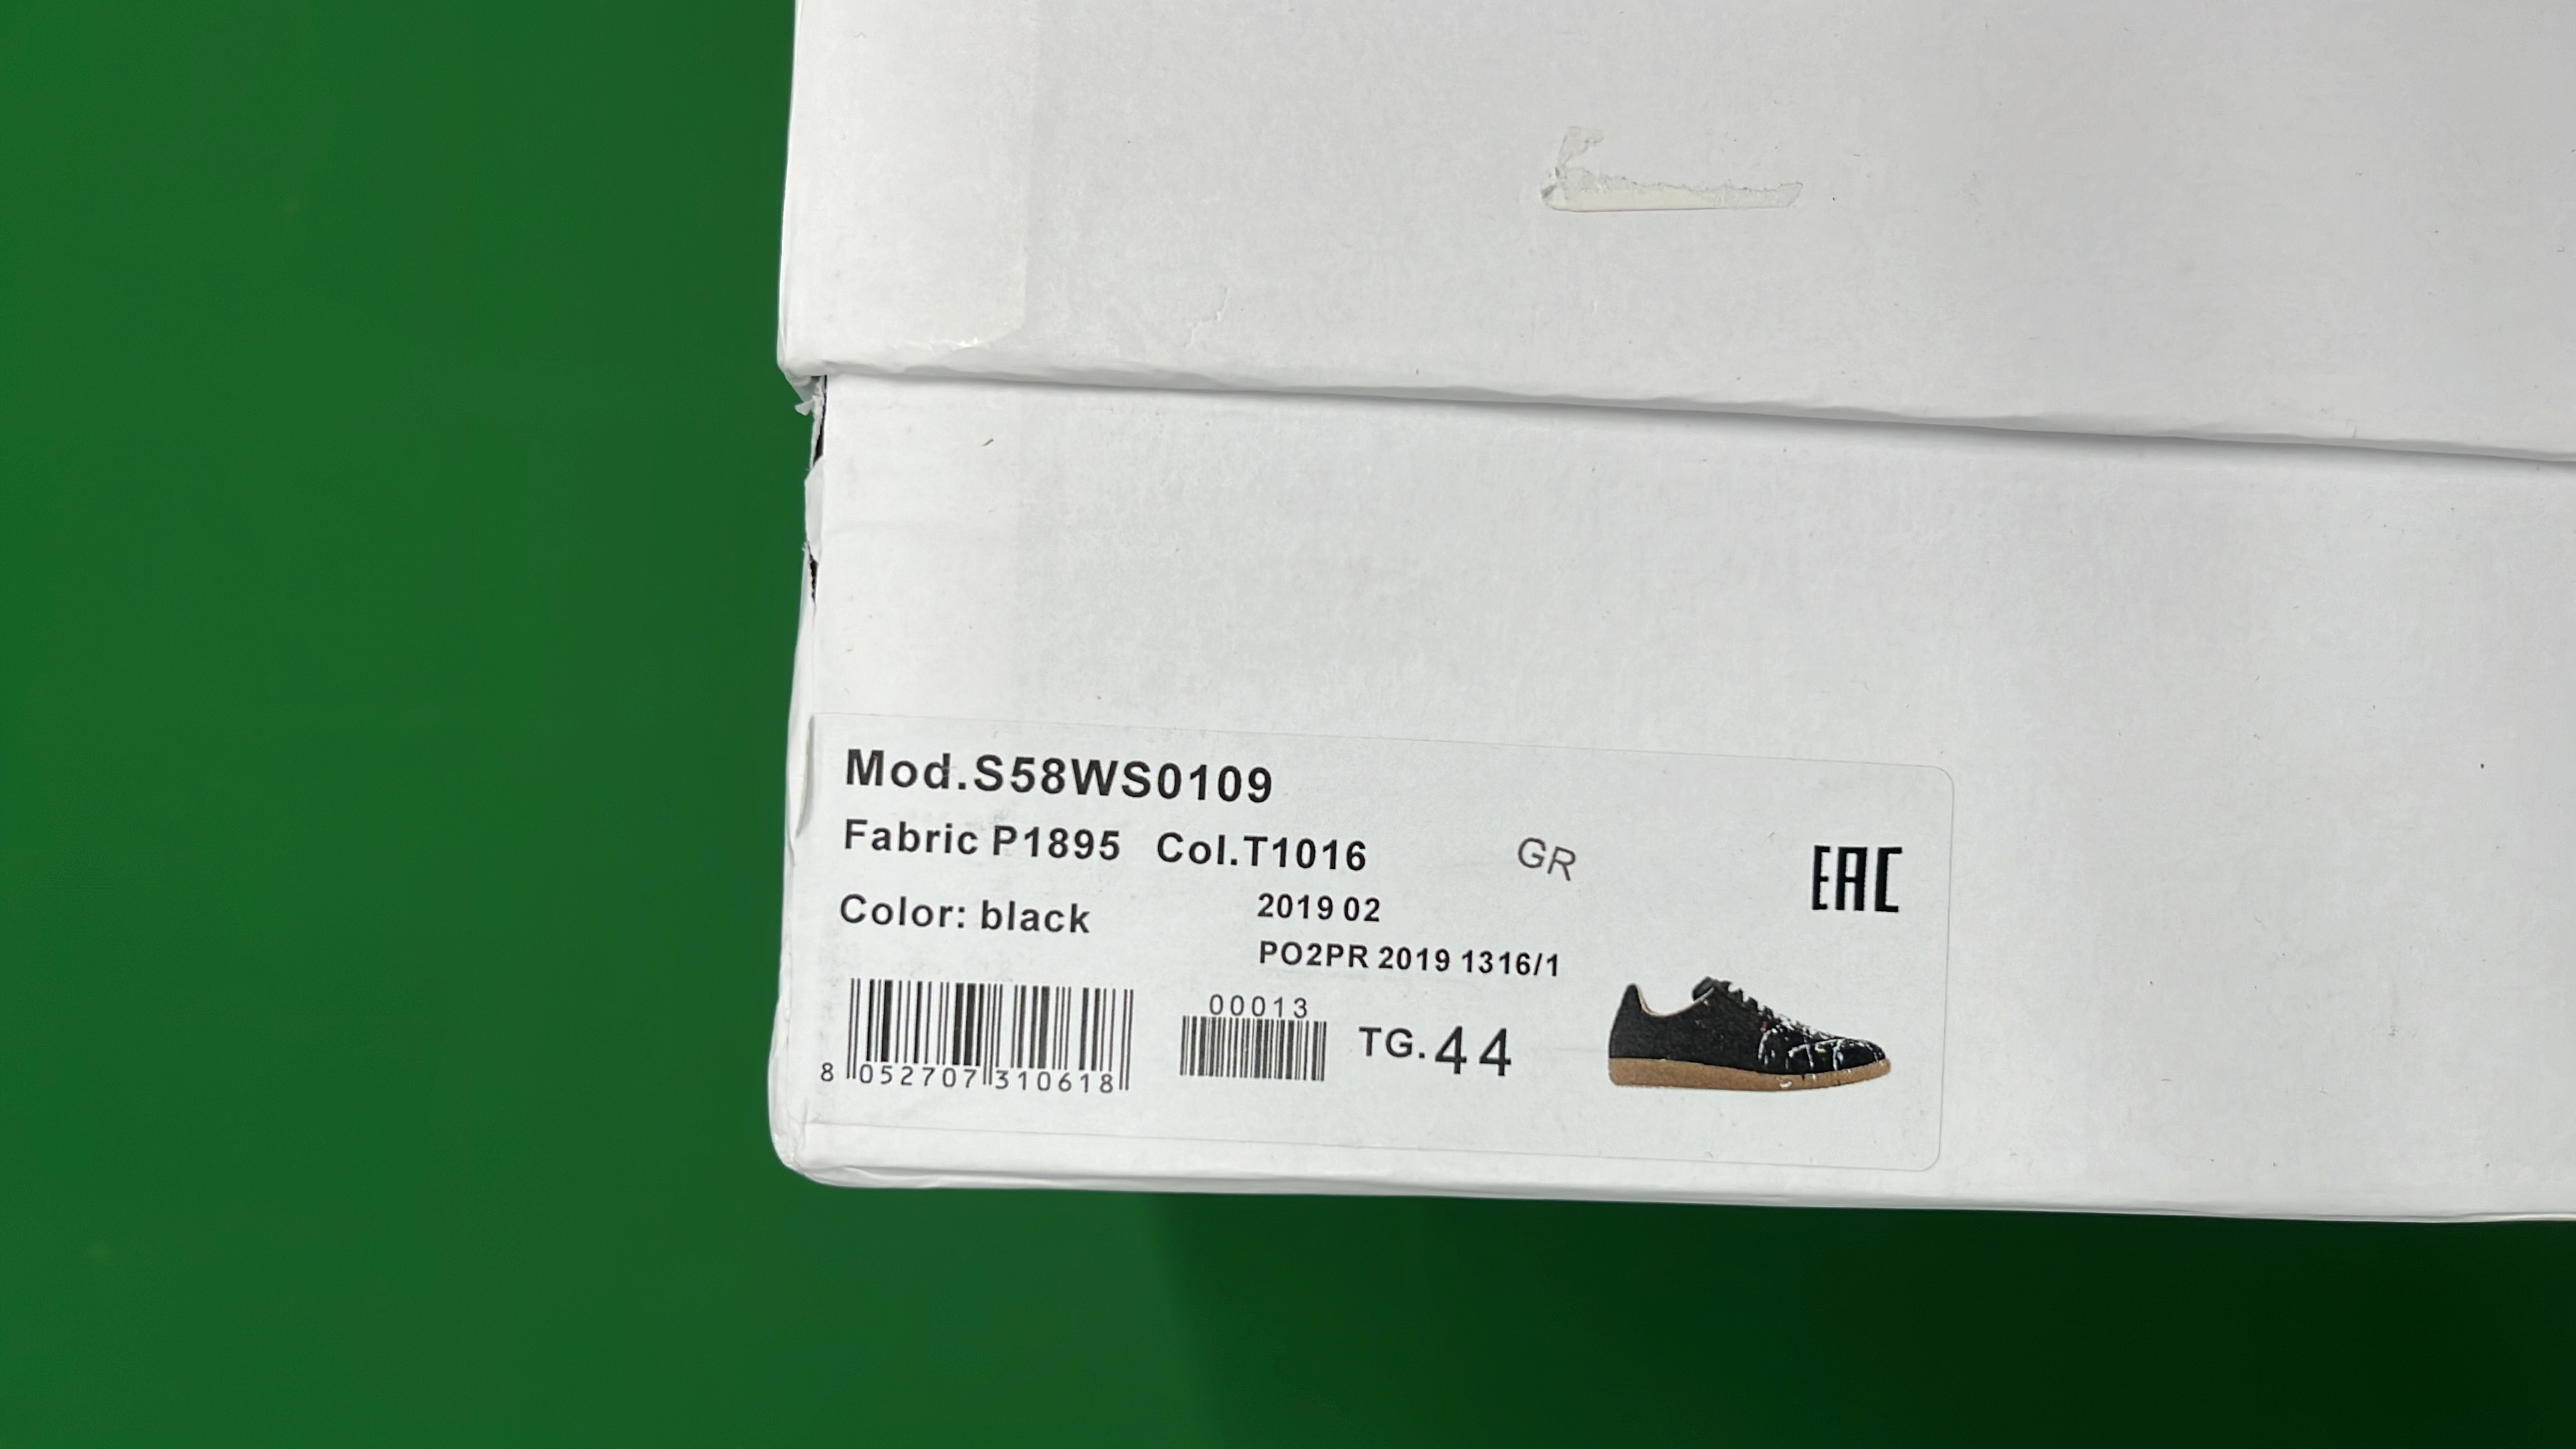 Mod.S58WS0109
Fabric P1895 Col.T1016 GR
EAC
Color: black 2019 02
PO2PR 2019 1316/1
00013
TG.44
8 052707 310618